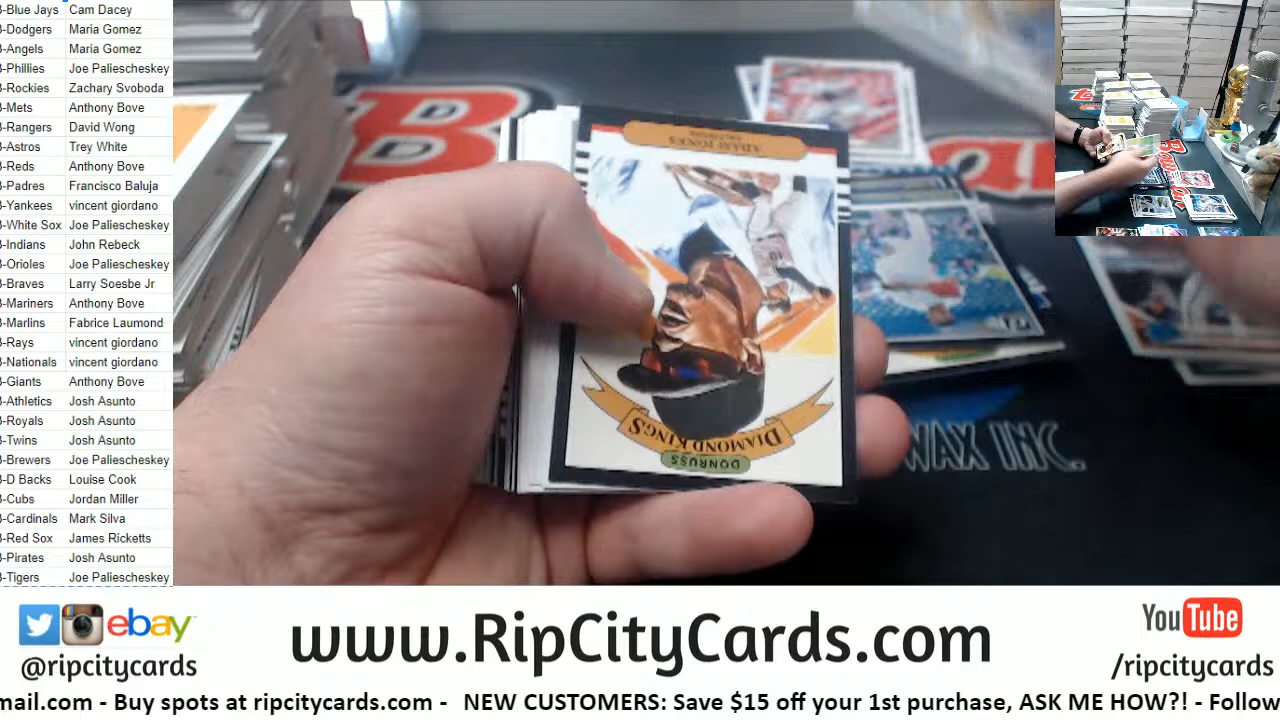 B-Blue Jays Cam Dacey
B-Dodgers Maria Gomez
B-Angels Maria Gomez
B-Phillies Joe Paliescheskey
B-Rockies Zachary Svoboda
B-Mets Anthony Bove
B-Rangers David Wong
B-Astros Trey White
B-Reds Anthony Bove
B-Padres Francisco Baluja
B-Yankees vincent giordano
B-White Sox Joe Paliescheskey
B-Indians John Rebeck
B-Orioles Joe Paliescheskey
B-Braves Larry Soesbe Jr
B-Mariners Anthony Bove
B-Marlins Fabrice Laumond
B-Rays vincent giordano
B-Nationals vincent giordano
B-Giants Anthony Bove
B-Athletics Josh Asunto
B-Royals Josh Asunto
B-Twins Josh Asunto
B-Brewers Joe Paliescheskey
B-D Backs Louise Cook
B-Cubs Jordan Miller
B-Cardinals Mark Silva
B-Red Sox James Ricketts
B-Pirates Josh Asunto
B-Tigers Joe Paliescheskey
ADAM JONES
DIAMOND KINGS
DONRUSS
WAX INC.
ebay
@ripcitycards
www.RipCityCards.com
YouTube
/ripcitycards
mail.com - Buy spots at ripcitycards.com - NEW CUSTOMERS: Save $15 off your 1st purchase, ASK ME HOW?! - Follow